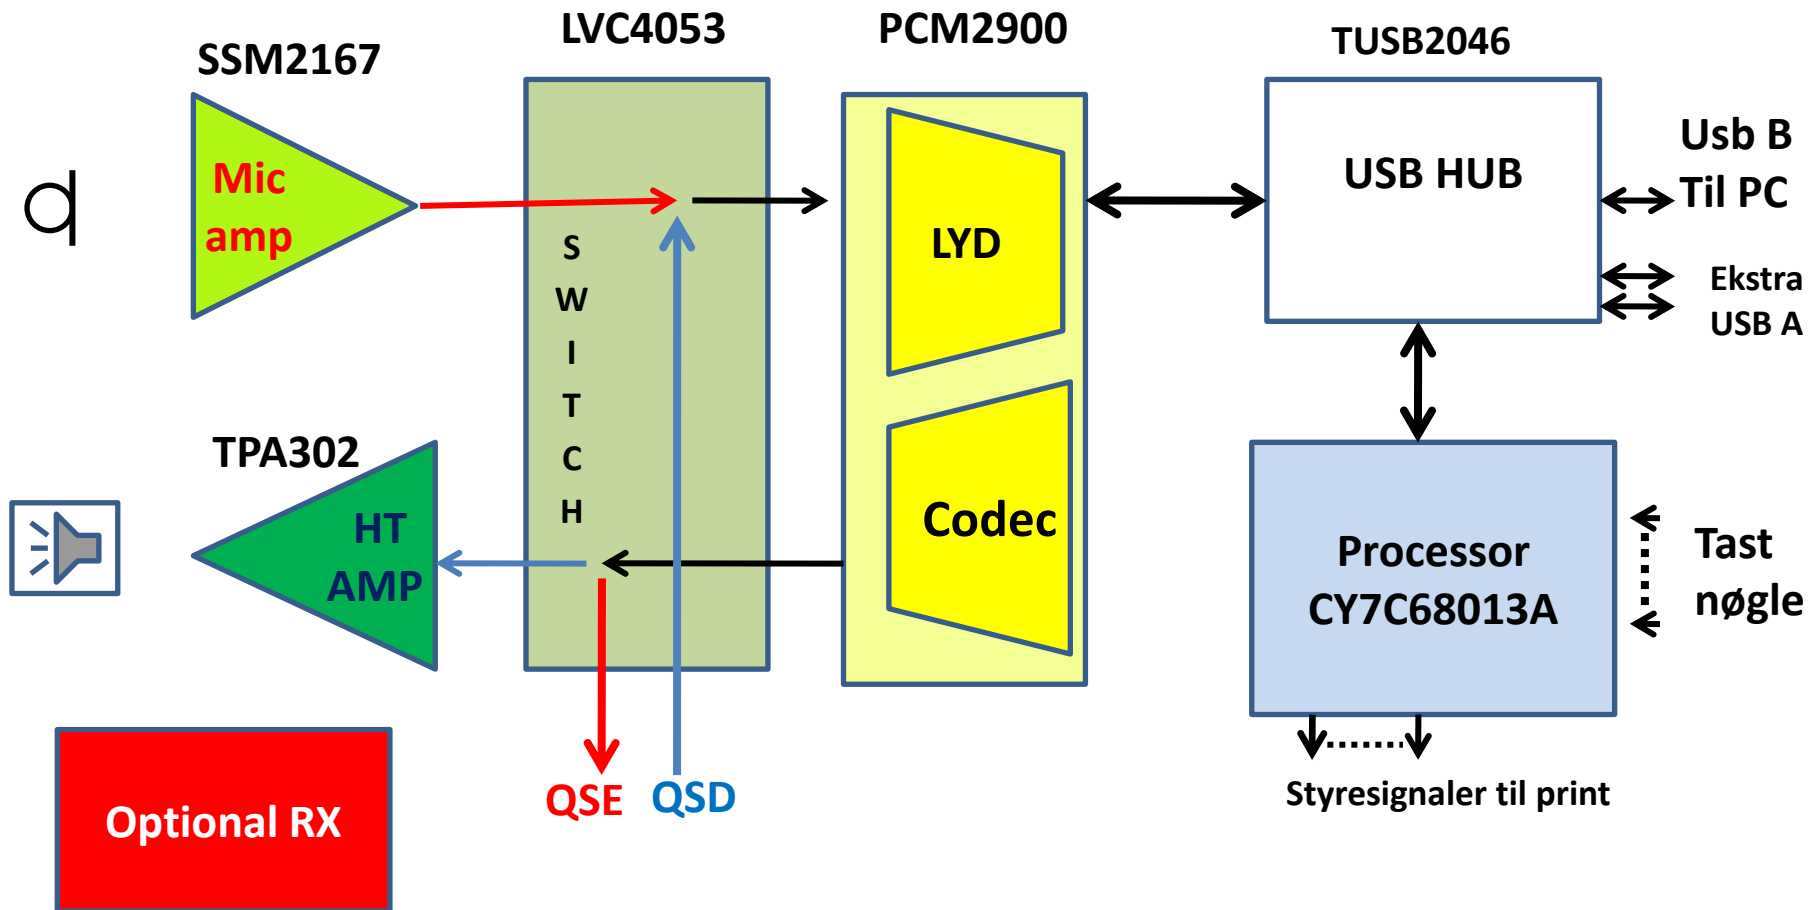 SSM2167
LVC4053
PCM2900
TUSB2046
Mic
amp
S
W
I
T
C
H
LYD
Codec
USB HUB
Usb B
Til PC
Ekstra
USB A
TPA302
HT
AMP
Processor
CY7C68013A
Tast
nøgle
QSE
QSD
Styresignaler til print
Optional RX